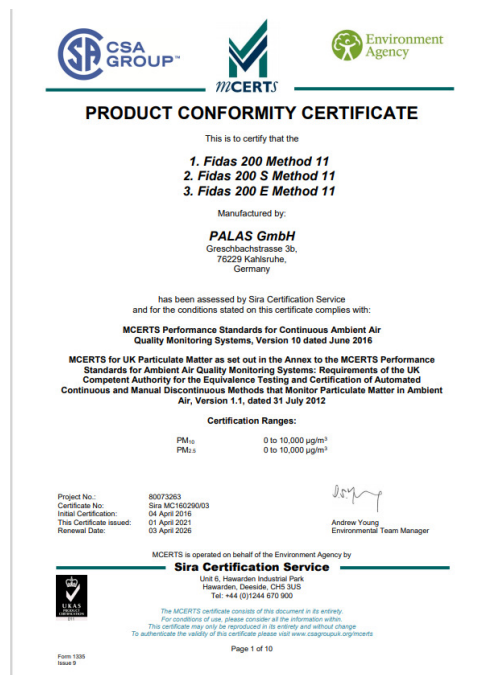 CSA
GROUP™
mCERTs
Environment
Agency
PRODUCT CONFORMITY CERTIFICATE
This is to certify that the
1. Fidas 200 Method 11
2. Fidas 200 S Method 11
3. Fidas 200 E Method 11
Manufactured by:
PALAS GmbH
Greschbachstrasse 3b,
76229 Kahlsruhe,
Germany
has been assessed by Sira Certification Service
and for the conditions stated on this certificate complies with:
MCERTS Performance Standards for Continuous Ambient Air
Quality Monitoring Systems, Version 10 dated June 2016
MCERTS for UK Particulate Matter as set out in the Annex to the MCERTS Performance
Standards for Ambient Air Quality Monitoring Systems: Requirements of the UK
Competent Authority for the Equivalence Testing and Certification of Automated
Continuous and Manual Discontinuous Methods that Monitor Particulate Matter in Ambient
Air, Version 1.1, dated 31 July 2012
Certification Ranges:
PM₁₀ 0 to 10,000 µg/m³
PM₂.₅ 0 to 10,000 µg/m³
Project No.: 80073263
Certificate No: Sira MC160290/03
Initial Certification: 04 April 2016
This Certificate issued: 01 April 2021
Renewal Date: 03 April 2026
Andrew Young
Environmental Team Manager
MCERTS is operated on behalf of the Environment Agency by
Sira Certification Service
Unit 6, Hawarden Industrial Park
Hawarden, Deeside, CH5 3US
Tel: +44 (0)1244 670 900
UKAS
PRODUCT
CERTIFICATION
The MCERTS certificate consists of this document in its entirety.
For conditions of use, please consider all the information within.
This certificate may only be reproduced in its entirety and without change
To authenticate the validity of this certificate please visit www.csagroupuk.org/mcerts
Page 1 of 10
Form 1335
Issue 9